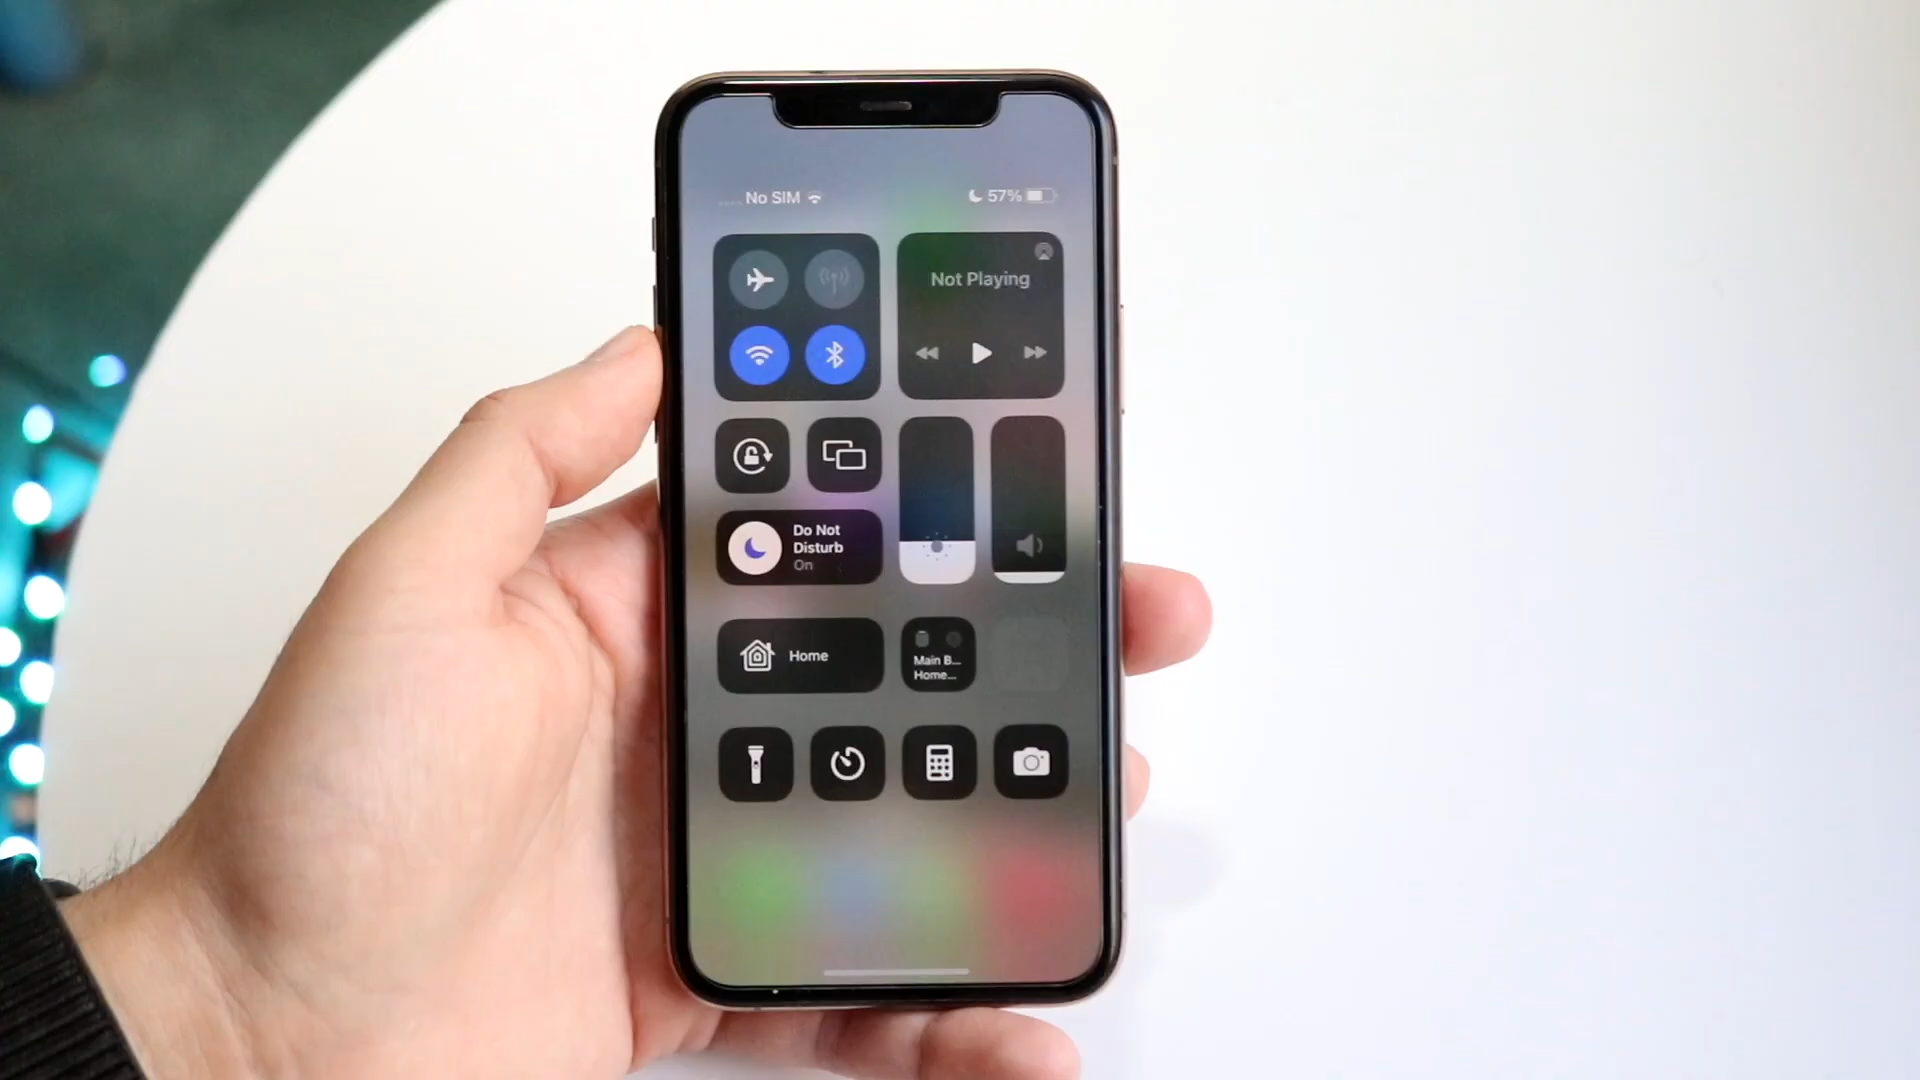 No SIM
57%
Not Playing
Do Not
Disturb
On
Home
Main B...
Home...